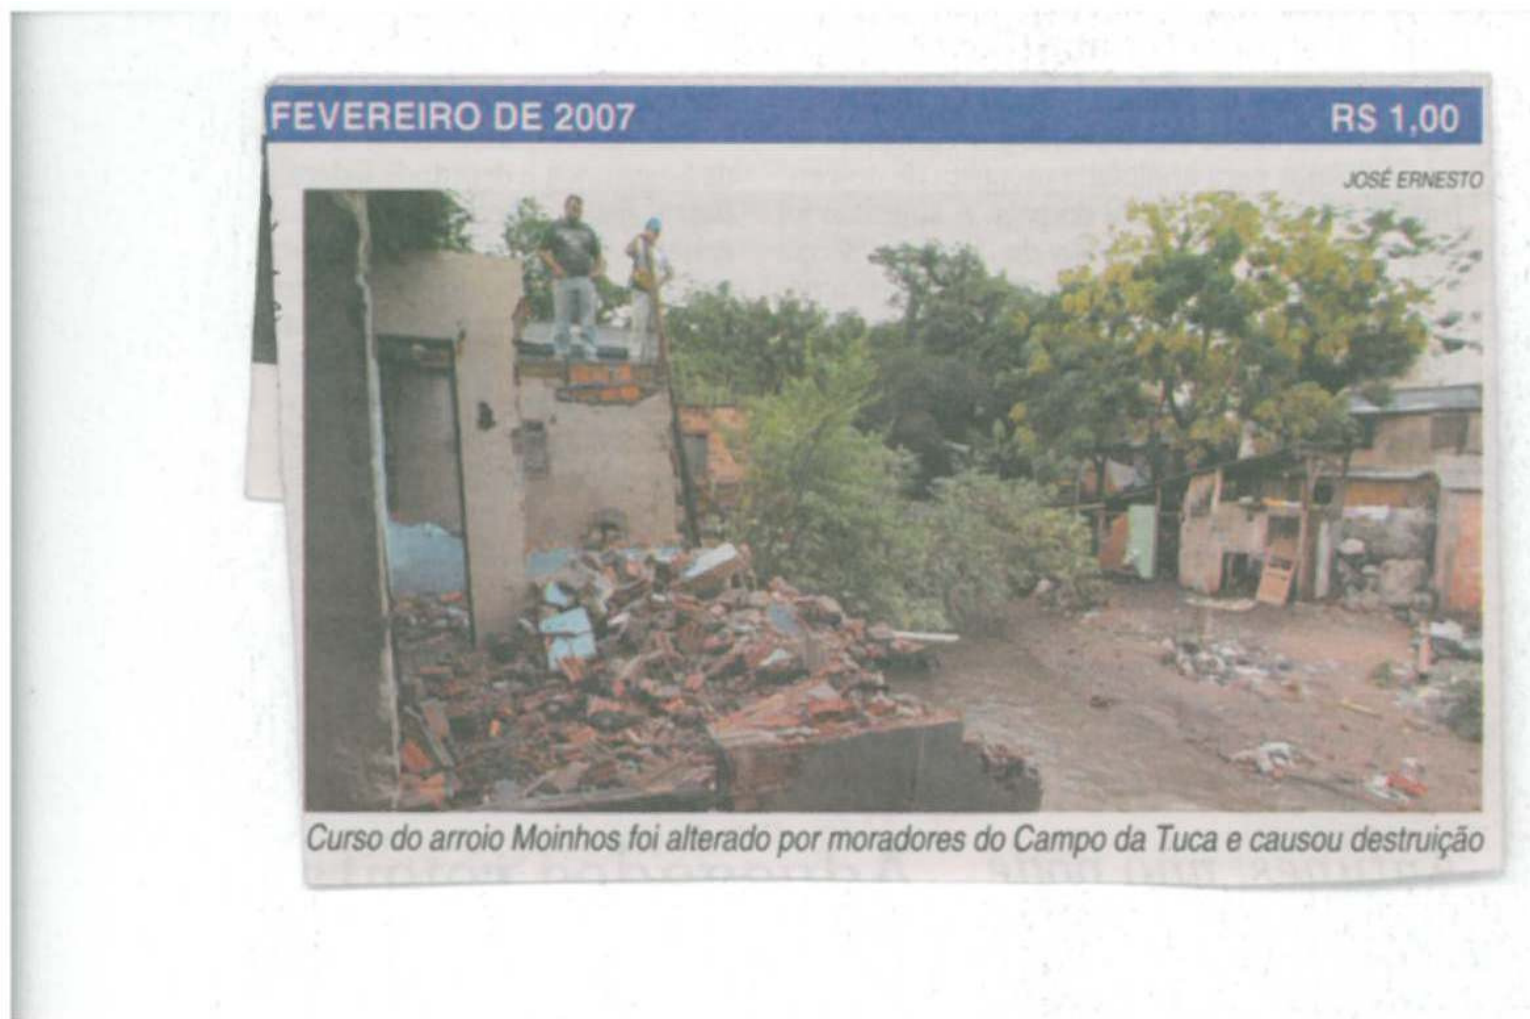 FEVEREIRO DE 2007 R$ 1,00
JOSÉ ERNESTO
Curso do arroio Moinhos foi alterado por moradores do Campo da Tuca e causou destruição